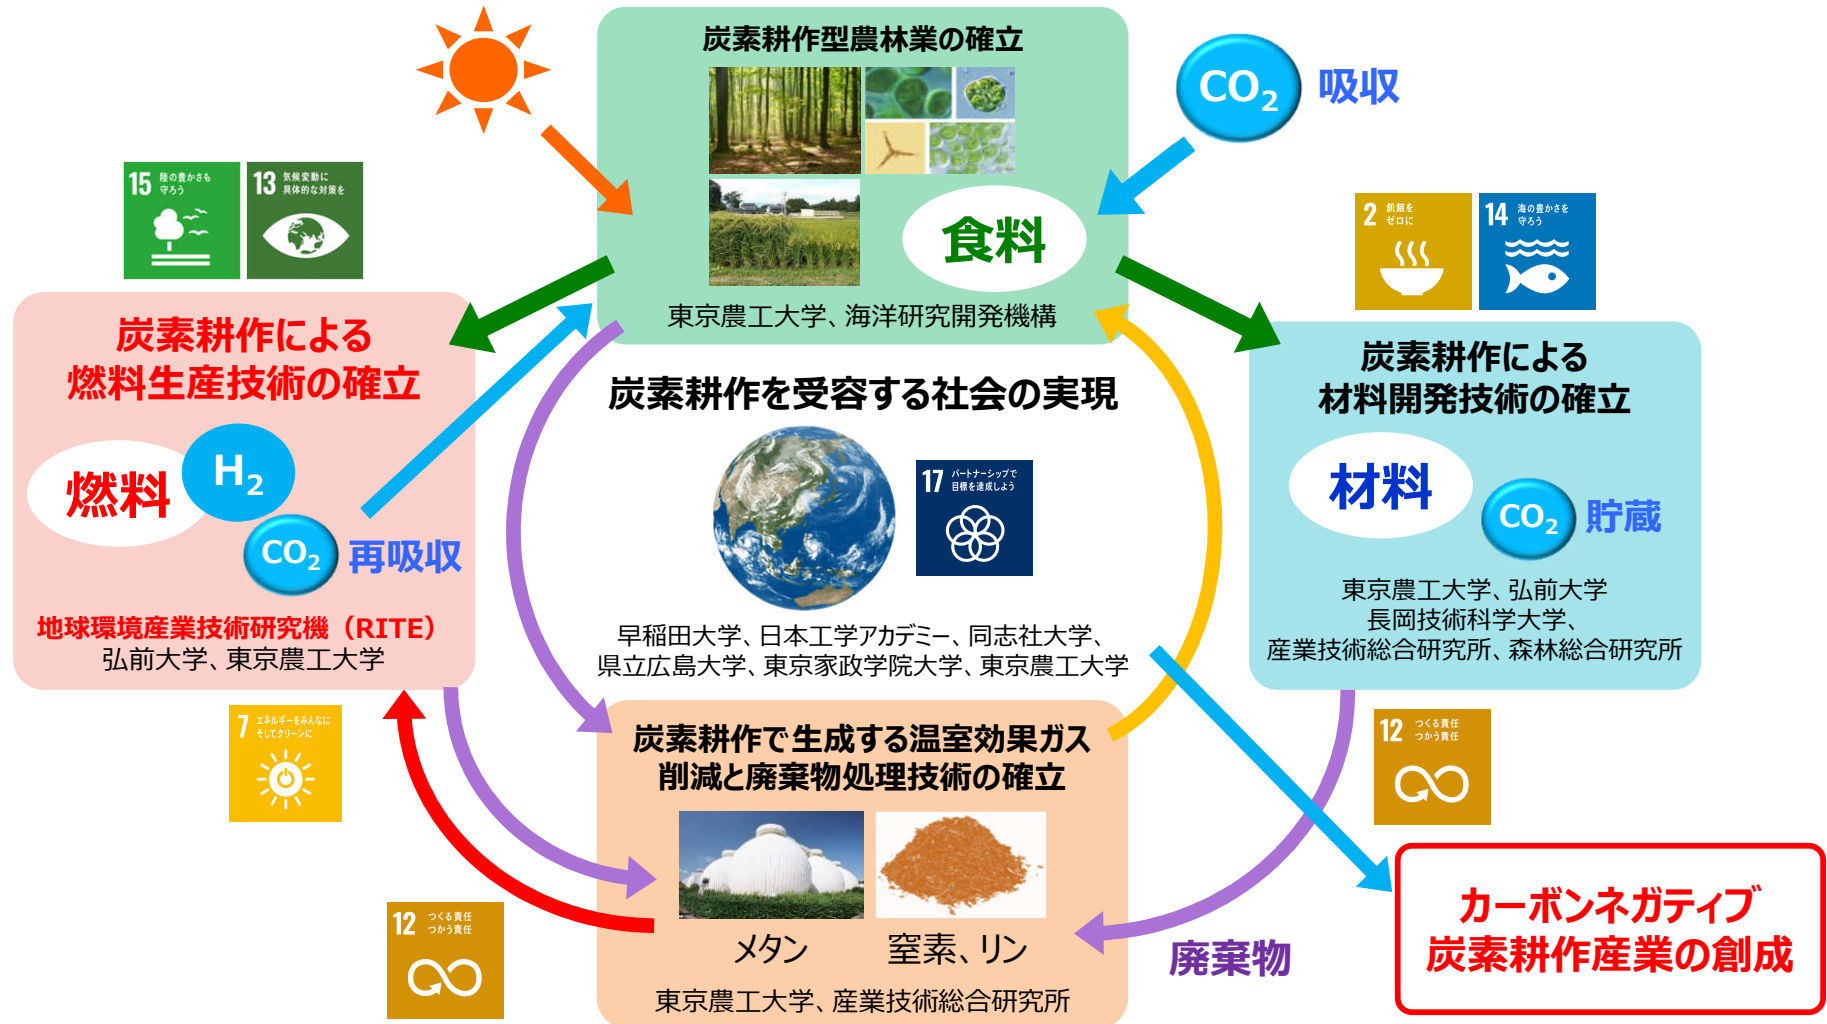 炭素耕作型農林業の確立
CO2 吸収
食料
東京農工大学、海洋研究開発機構
15 陸の豊かさも
守ろう
13 気候変動に
具体的な対策を
2 飢餓を
ゼロに
14 海の豊かさを
守ろう
炭素耕作による
燃料生産技術の確立
燃料
H2
CO2 再吸収
地球環境産業技術研究機（RITE）
弘前大学、東京農工大学
炭素耕作を受容する社会の実現
17 パートナーシップで
目標を達成しよう
早稲田大学、日本工学アカデミー、同志社大学、
県立広島大学、東京家政学院大学、東京農工大学
炭素耕作による
材料開発技術の確立
材料
CO2 貯蔵
東京農工大学、弘前大学
長岡技術科学大学、
産業技術総合研究所、森林総合研究所
7 エネルギーをみんなに
そしてクリーンに
炭素耕作で生成する温室効果ガス
削減と廃棄物処理技術の確立
メタン
窒素、リン
東京農工大学、産業技術総合研究所
12 つくる責任
つかう責任
12 つくる責任
つかう責任
廃棄物
カーボンネガティブ
炭素耕作産業の創成